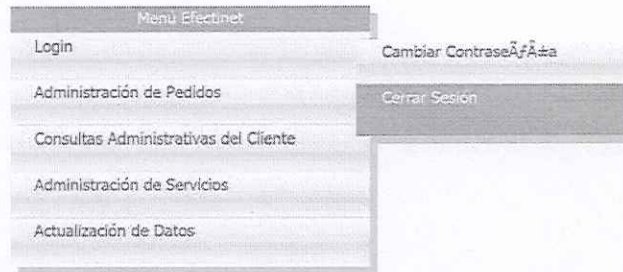 Menú Efectinet
Login
Administración de Pedidos
Consultas Administrativas del Cliente
Administración de Servicios
Actualización de Datos
Cambiar ContraseÃƒÂ±a
Cerrar Sesión